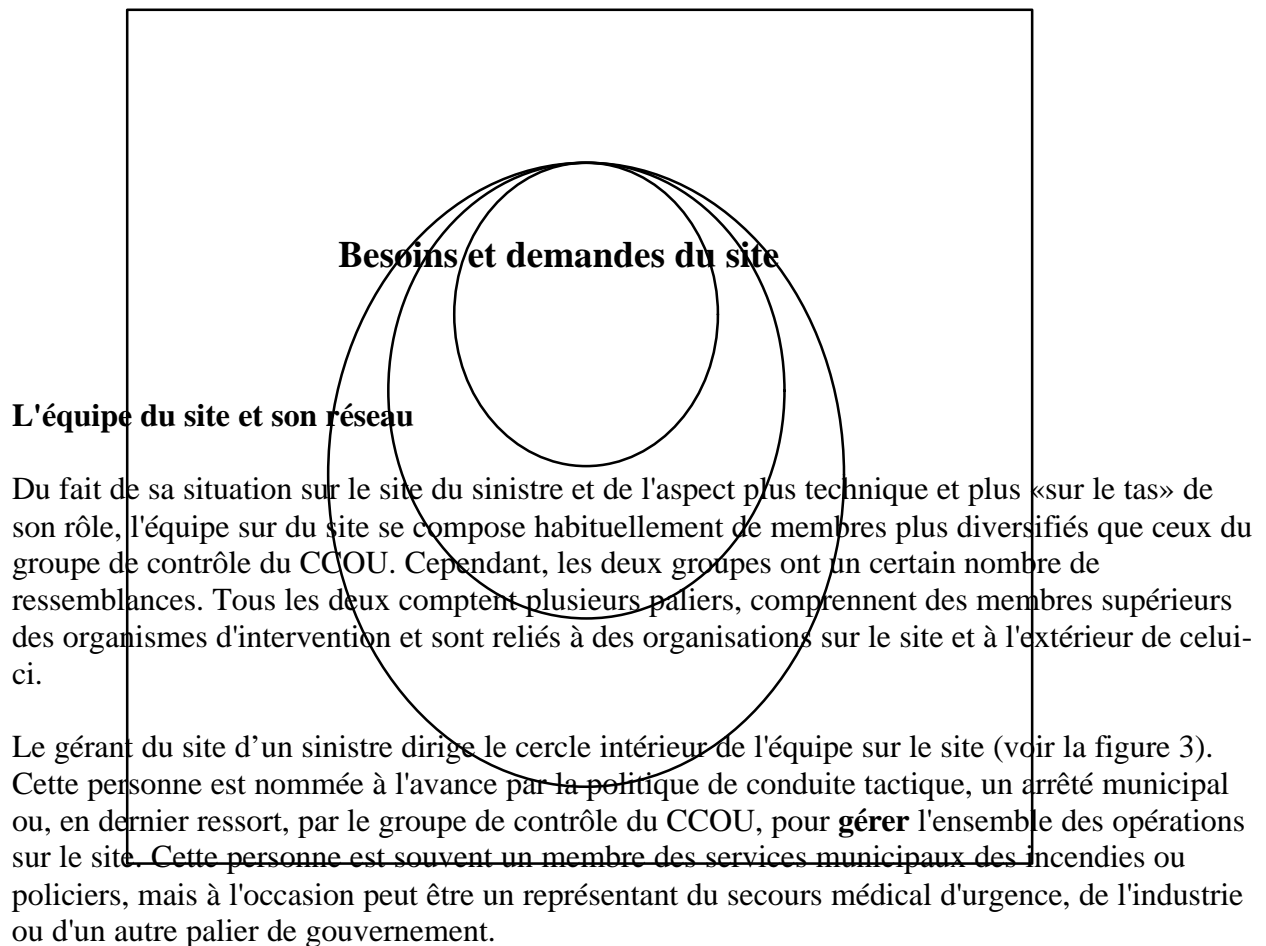 Besoins et demandes du site
L'équipe du site et son réseau
Du fait de sa situation sur le site du sinistre et de l'aspect plus technique et plus «sur le tas» de
son rôle, l'équipe sur du site se compose habituellement de membres plus diversifiés que ceux du
groupe de contrôle du CCOU. Cependant, les deux groupes ont un certain nombre de
ressemblances. Tous les deux comptent plusieurs paliers, comprennent des membres supérieurs
des organismes d'intervention et sont reliés à des organisations sur le site et à l'extérieur de celui-
ci.
Le gérant du site d’un sinistre dirige le cercle intérieur de l'équipe sur le site (voir la figure 3).
Cette personne est nommée à l'avance par la politique de conduite tactique, un arrêté municipal
ou, en dernier ressort, par le groupe de contrôle du CCOU, pour gérer l'ensemble des opérations
sur le site. Cette personne est souvent un membre des services municipaux des incendies ou
policiers, mais à l'occasion peut être un représentant du secours médical d'urgence, de l'industrie
ou d'un autre palier de gouvernement.